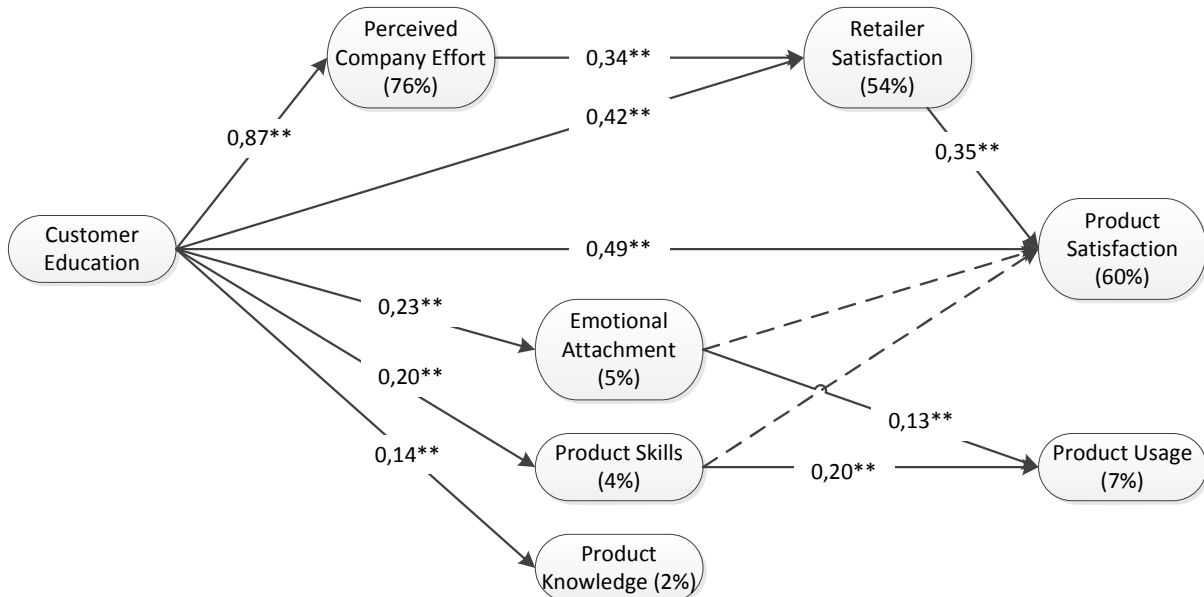 Perceived
Company Effort
(76%)
Retailer
Satisfaction
(54%)
0,34**
0,42**
0,87**
0,35**
Customer
Education
0,49**
Product
Satisfaction
(60%)
0,23**
Emotional
Attachment
(5%)
0,20**
0,13**
0,14**
Product Skills
(4%)
0,20**
Product Usage
(7%)
Product
Knowledge (2%)